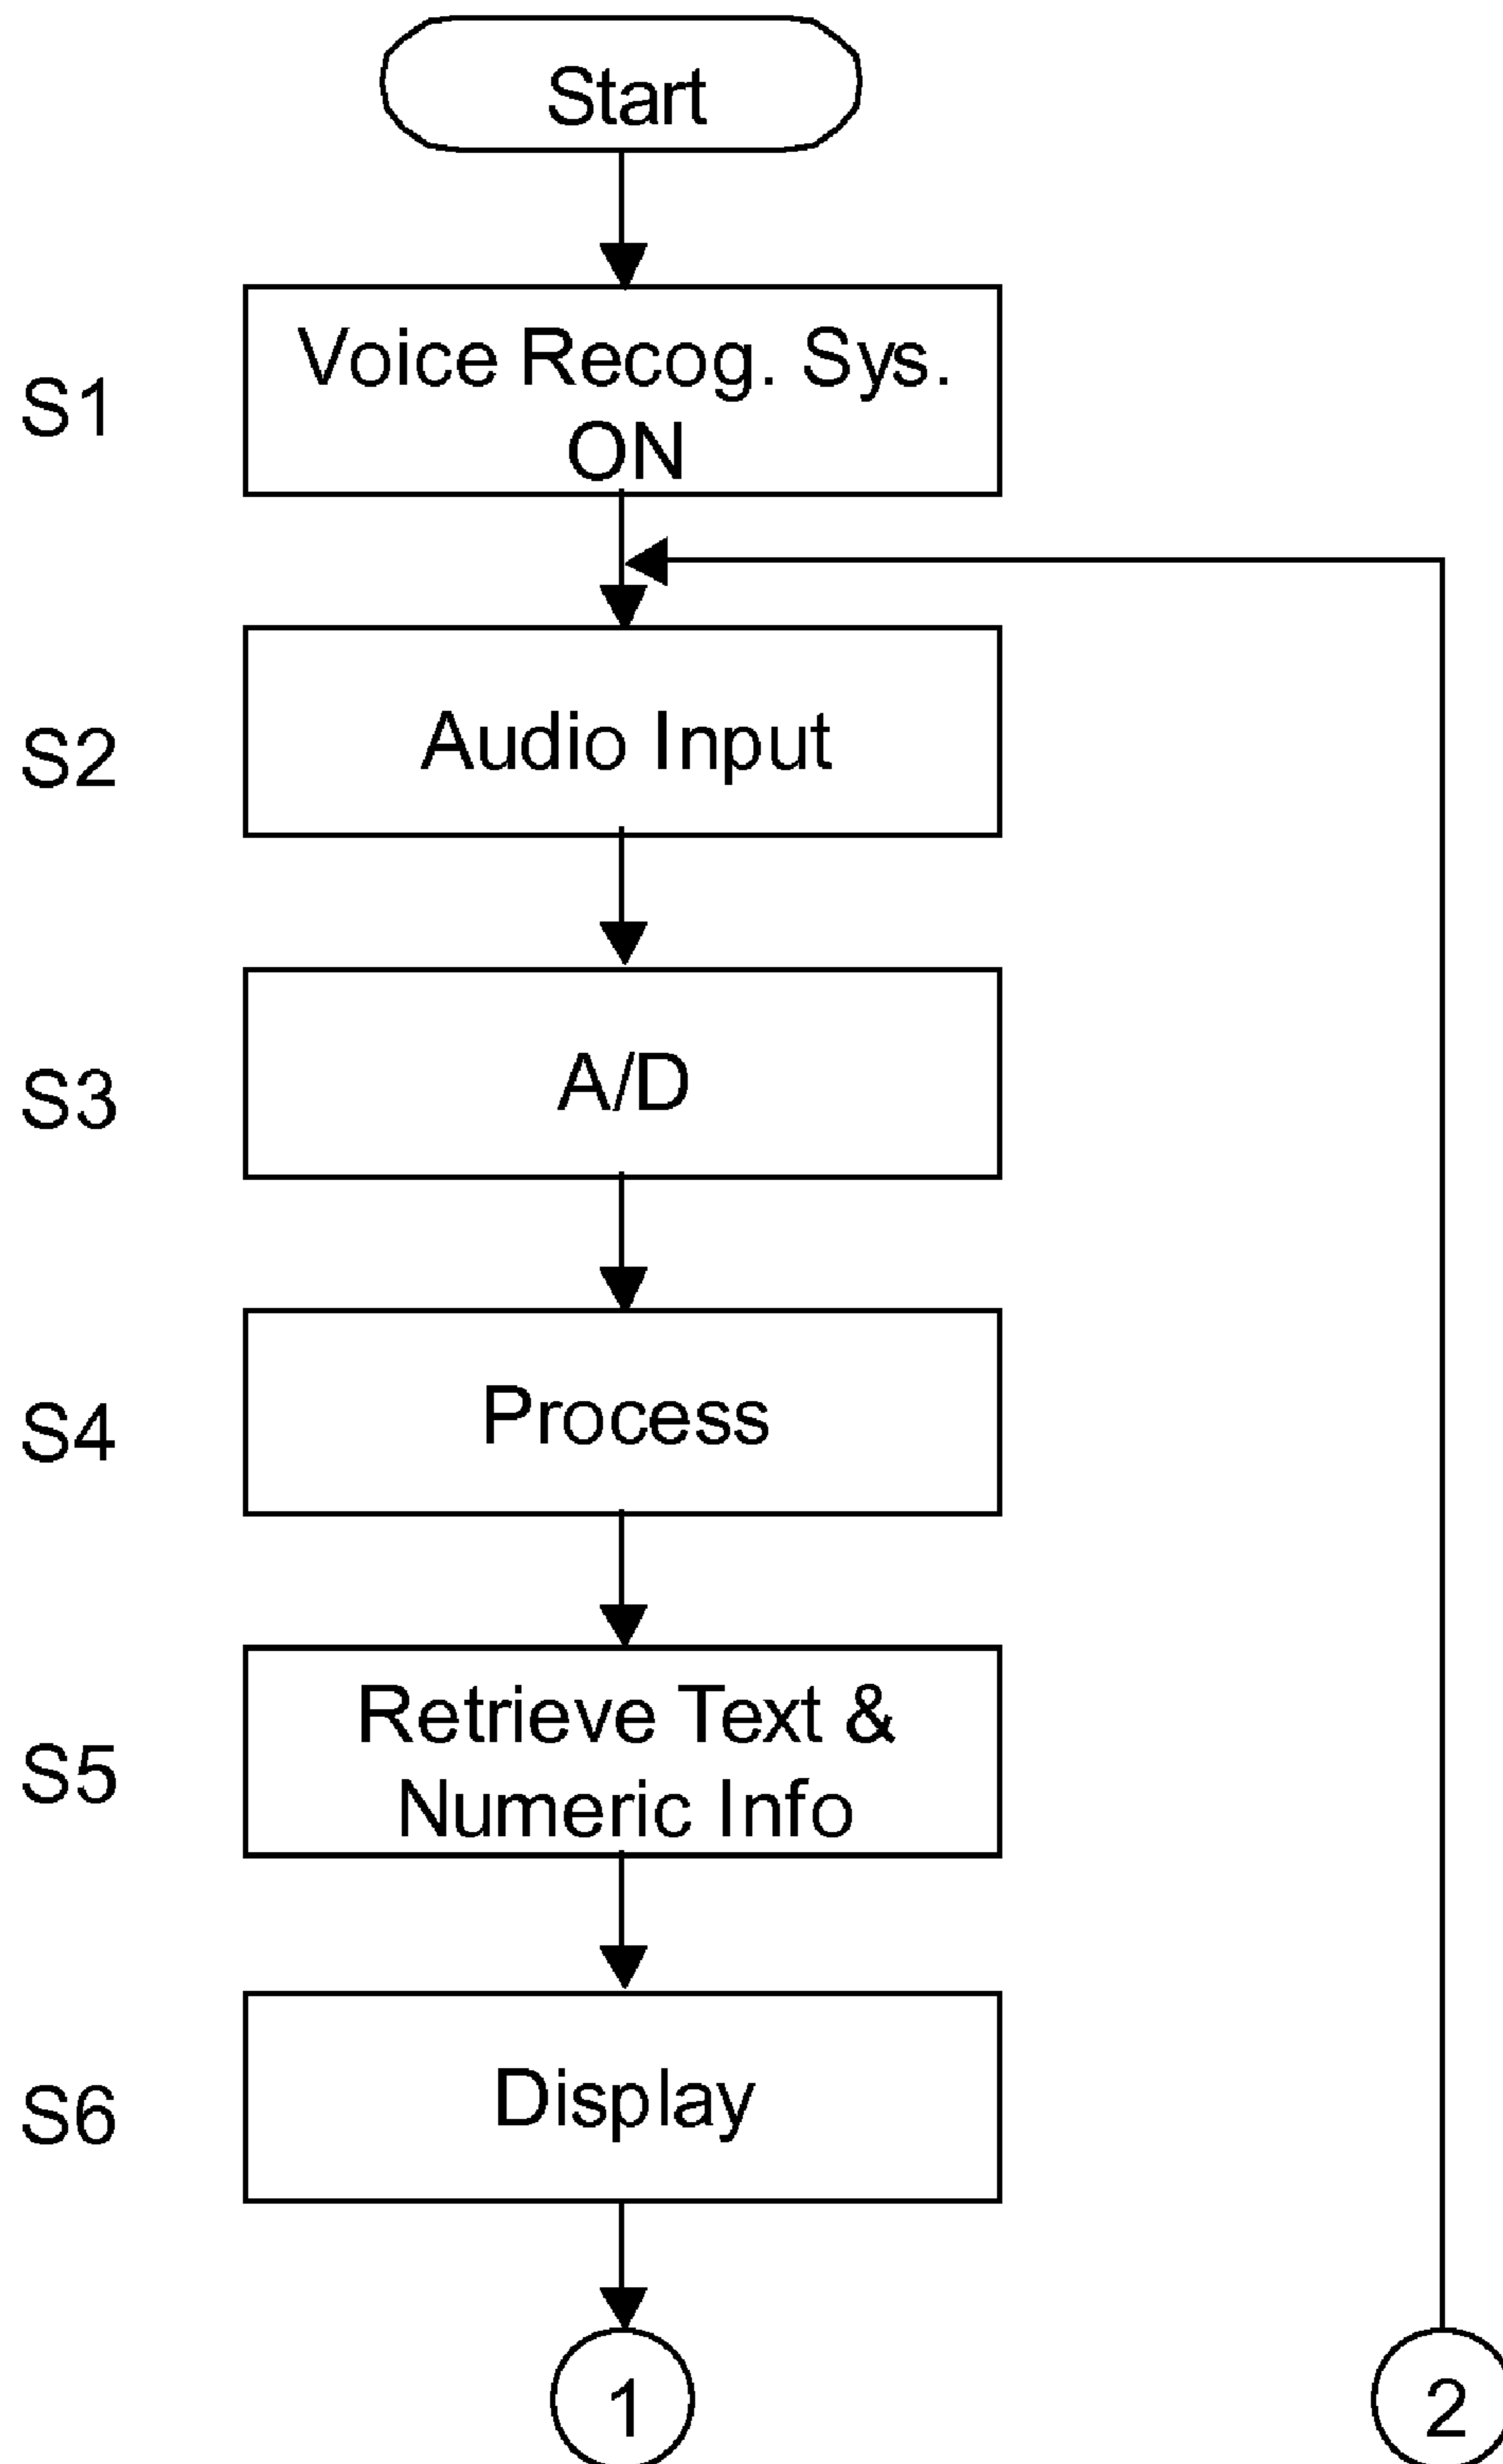 Start
S1
Voice Recog. Sys.
ON
S2
Audio Input
S3
A/D
S4
Process
S5
Retrieve Text &
Numeric Info
S6
Display
1
2